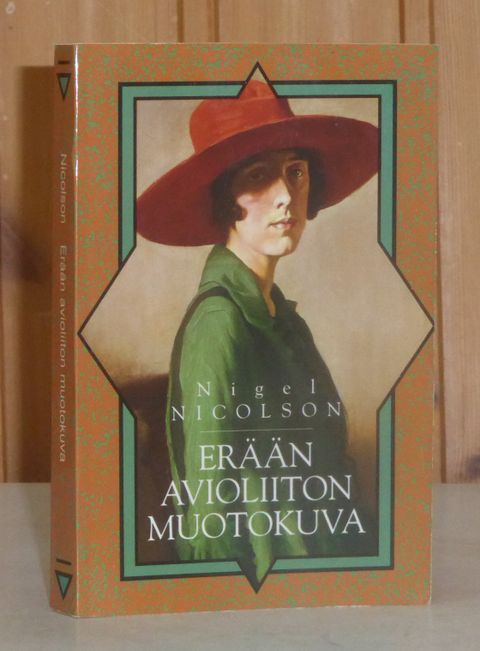 Nicolson Erään avioliiton muotokuva
Nigel
NICOLSON
ERÄÄN
AVIOLIITON
MUOTOKUVA